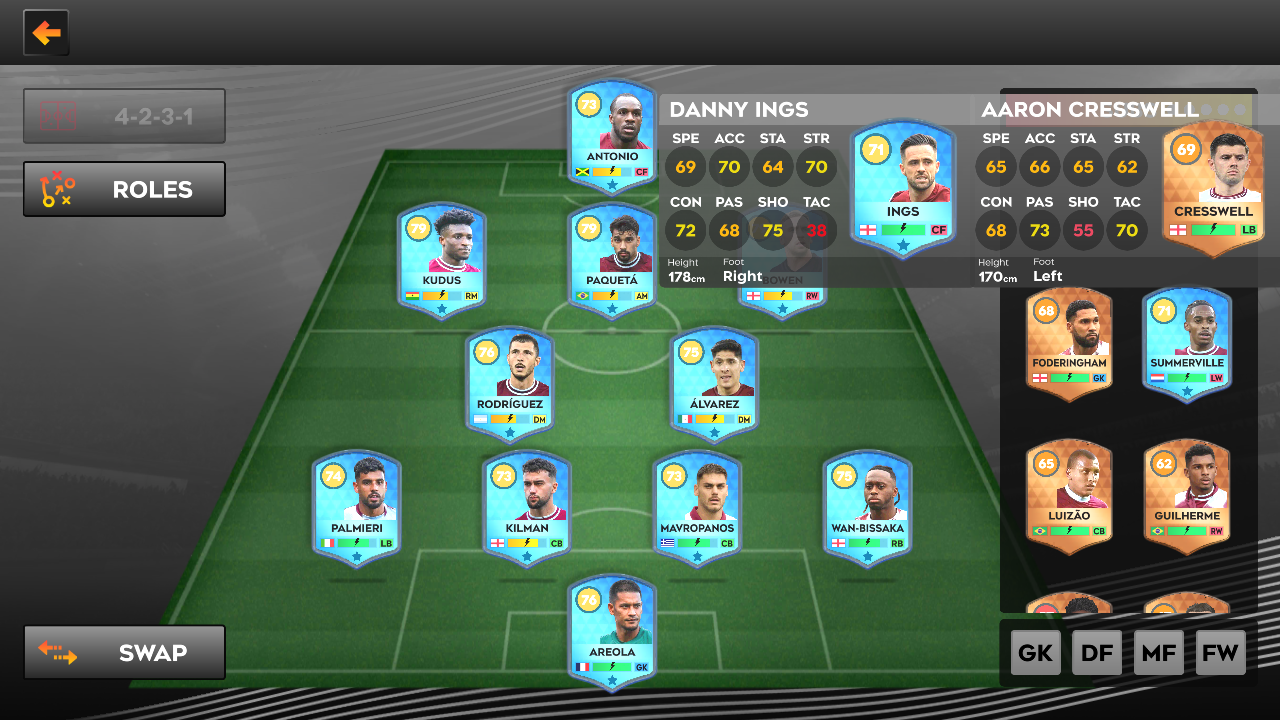 4-2-3-1
ROLES
73
ANTONIO
CF
DANNY INGS
SPE ACC STA STR
69 70 64 70
CON PAS SHO TAC
72 68 75 38
Height Foot
178cm Right
71
INGS
CF
AARON CRESSWELL
SPE ACC STA STR
65 66 65 62
CON PAS SHO TAC
68 73 55 70
Height Foot
170cm Left
69
CRESSWELL
LB
79
KUDUS
RM
79
PAQUETÁ
AM
BOWEN
RW
68
FODERINGHAM
GK
71
SUMMERVILLE
LW
76
RODRÍGUEZ
DM
75
ÁLVAREZ
DM
74
PALMIERI
LB
73
KILMAN
CB
73
MAVROPANOS
CB
75
WAN-BISSAKA
RB
65
LUIZÃO
CB
62
GUILHERME
RW
76
AREOLA
GK
SWAP
GK DF MF FW